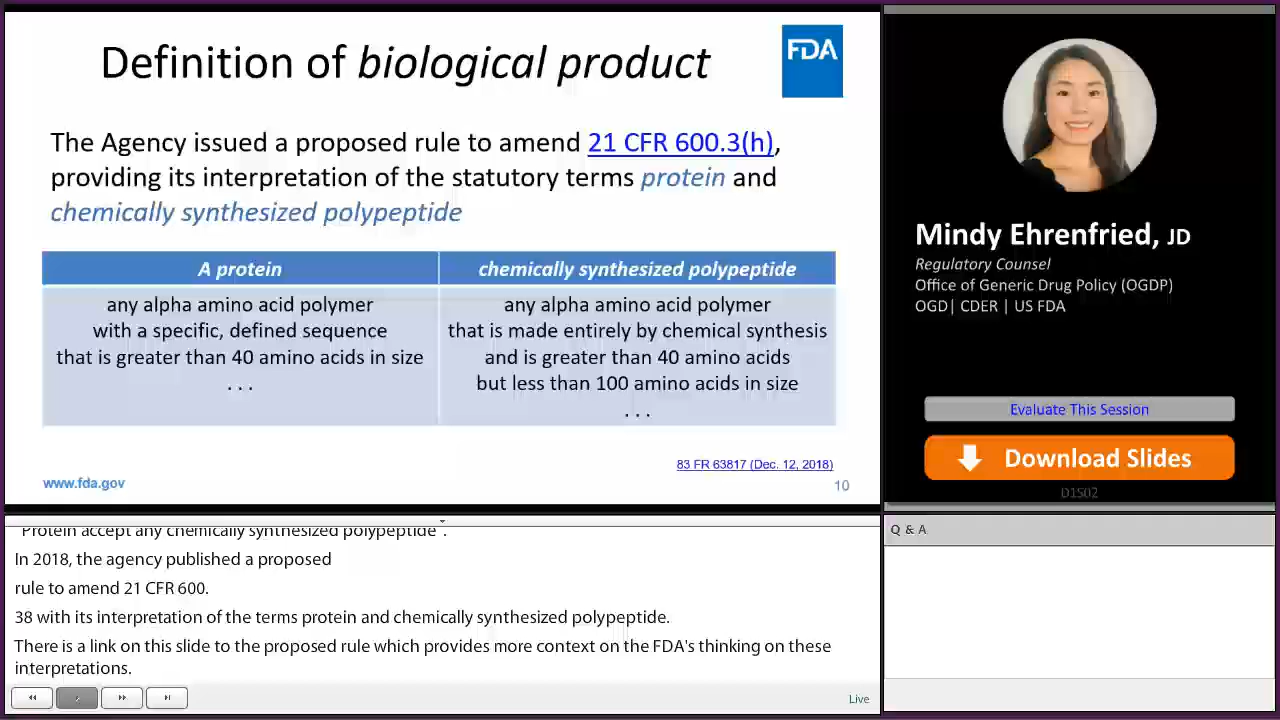 Definition of biological product
FDA
The Agency issued a proposed rule to amend 21 CFR 600.3(h),
providing its interpretation of the statutory terms protein and
chemically synthesized polypeptide
A protein
any alpha amino acid polymer
with a specific, defined sequence
that is greater than 40 amino acids in size
. . .
chemically synthesized polypeptide
any alpha amino acid polymer
that is made entirely by chemical synthesis
and is greater than 40 amino acids
but less than 100 amino acids in size
. . .
83 FR 63817 (Dec. 12, 2018)
www.fda.gov
10
Mindy Ehrenfried, JD
Regulatory Counsel
Office of Generic Drug Policy (OGDP)
OGD| CDER | US FDA
Evaluate This Session
Download Slides
D1S02
"Protein accept any chemically synthesized polypeptide".
In 2018, the agency published a proposed
rule to amend 21 CFR 600.
38 with its interpretation of the terms protein and chemically synthesized polypeptide.
There is a link on this slide to the proposed rule which provides more context on the FDA's thinking on these
interpretations.
Live
Q & A